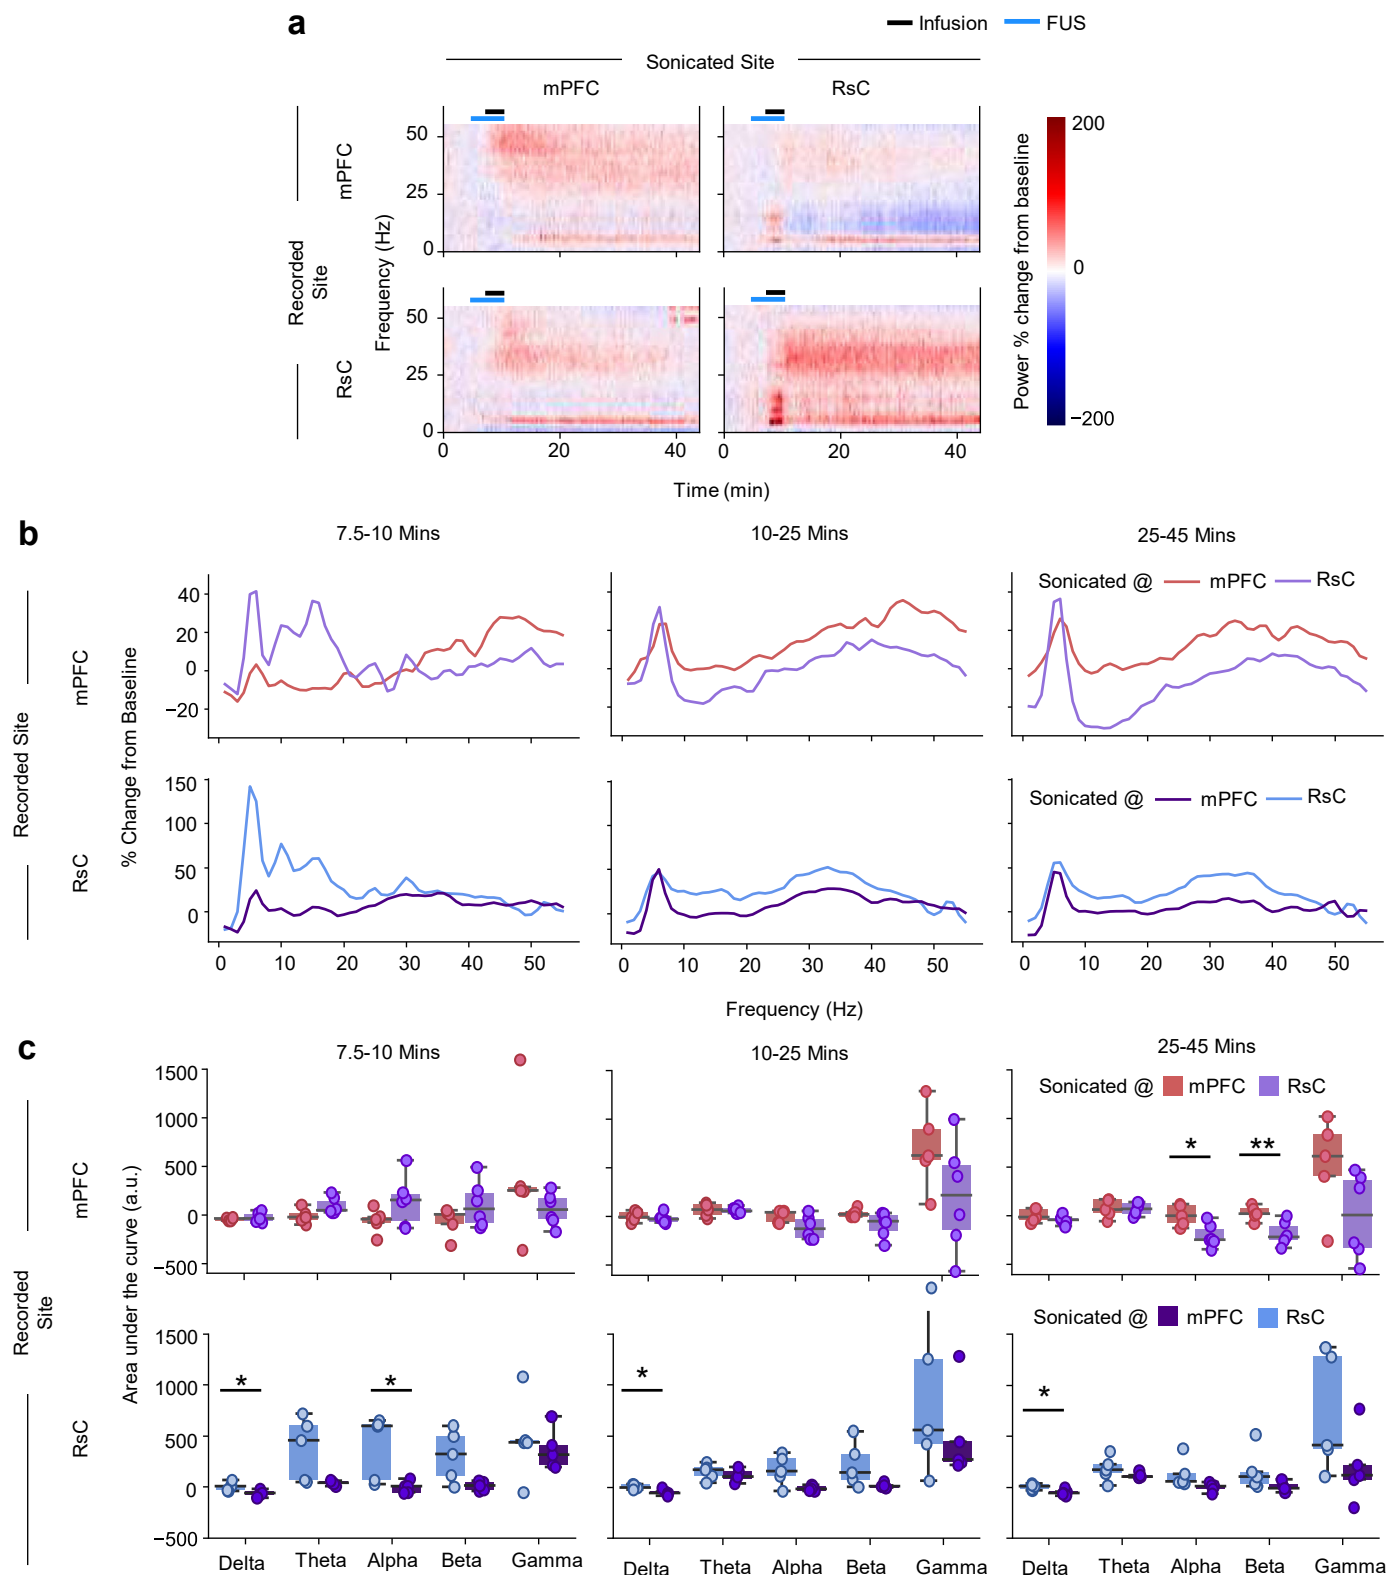 a
Infusion FUS
Sonicated Site
mPFC RsC
Recorded Site
mPFC
RsC
Frequency (Hz)
50
25
0
50
25
0
0 20 40 0 20 40
Time (min)
Power % change from baseline
200
0
−200
b
7.5-10 Mins 10-25 Mins 25-45 Mins
Recorded Site
mPFC
RsC
% Change from Baseline
Sonicated @ mPFC RsC
40
20
0
−20
Sonicated @ mPFC RsC
150
100
50
0
0 10 20 30 40 50 0 10 20 30 40 50 0 10 20 30 40 50
Frequency (Hz)
c
7.5-10 Mins 10-25 Mins 25-45 Mins
Recorded Site
mPFC
RsC
Area under the curve (a.u.)
Sonicated @ mPFC RsC
1500
1000
500
0
−500
* **
Sonicated @ mPFC RsC
1500
1000
500
0
−500
* * * *
Delta Theta Alpha Beta Gamma Delta Theta Alpha Beta Gamma Delta Theta Alpha Beta Gamma